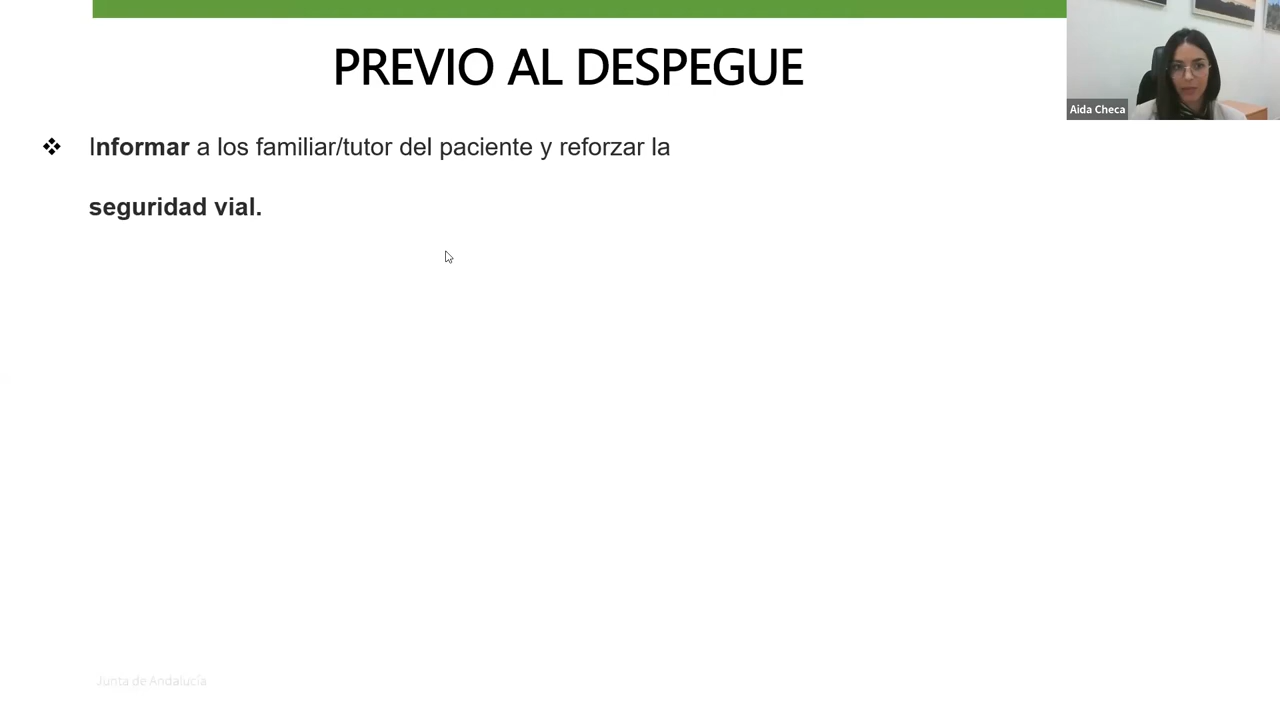 PREVIO AL DESPEGUE
Aida Checa
Informar a los familiar/tutor del paciente y reforzar la
seguridad vial.
Junta de Andalucía